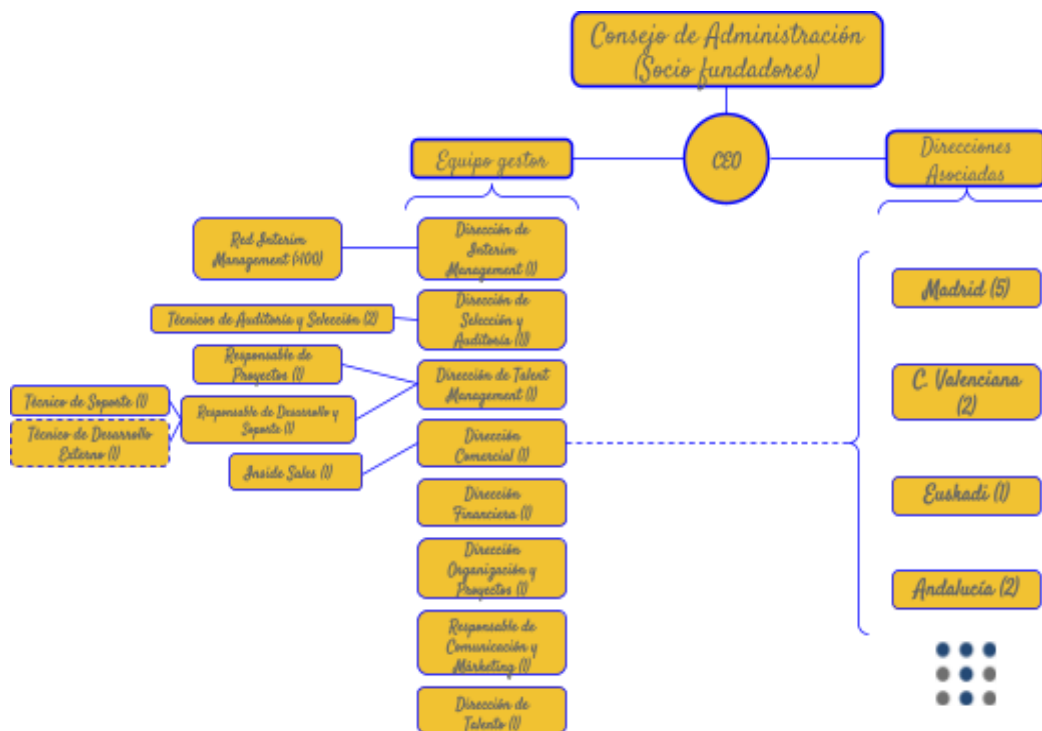 Consejo de Administración
(Socio fundadores)
CEO
Equipo gestor
Direcciones
Asociadas
Red Interim
Management (>100)
Dirección de
Interim
Management (1)
Técnicos de Auditoría y Selección (2)
Dirección de
Selección y
Auditoría (1)
Responsable de
Proyectos (1)
Dirección de Talent
Management (1)
Técnico de Soporte (1)
Responsable de Desarrollo y
Soporte (1)
Técnico de Desarrollo
Externo (1)
Inside Sales (1)
Dirección
Comercial (1)
Dirección
Financiera (1)
Dirección
Organización y
Proyectos (1)
Responsable de
Comunicación y
Márketing (1)
Dirección de
Talento (1)
Madrid (5)
C. Valenciana
(2)
Euskadi (1)
Andalucía (2)